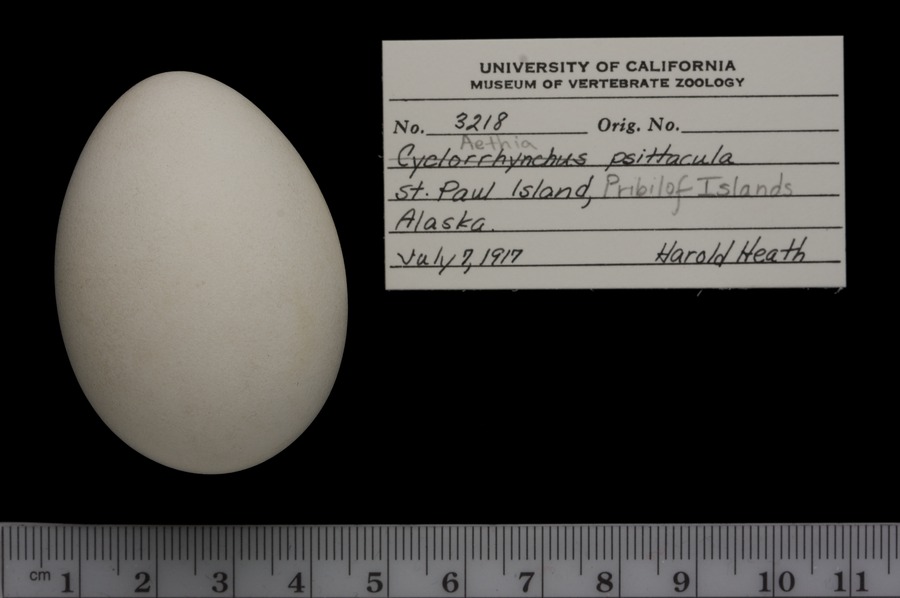 UNIVERSITY OF CALIFORNIA
MUSEUM OF VERTEBRATE ZOOLOGY
No. 3218 Orig. No.
Aethia
Cyclorrhynchus psittacula
St. Paul Island, Pribilof Islands
Alaska.
July 7, 1917 Harold Heath
cm 1 2 3 4 5 6 7 8 9 10 11